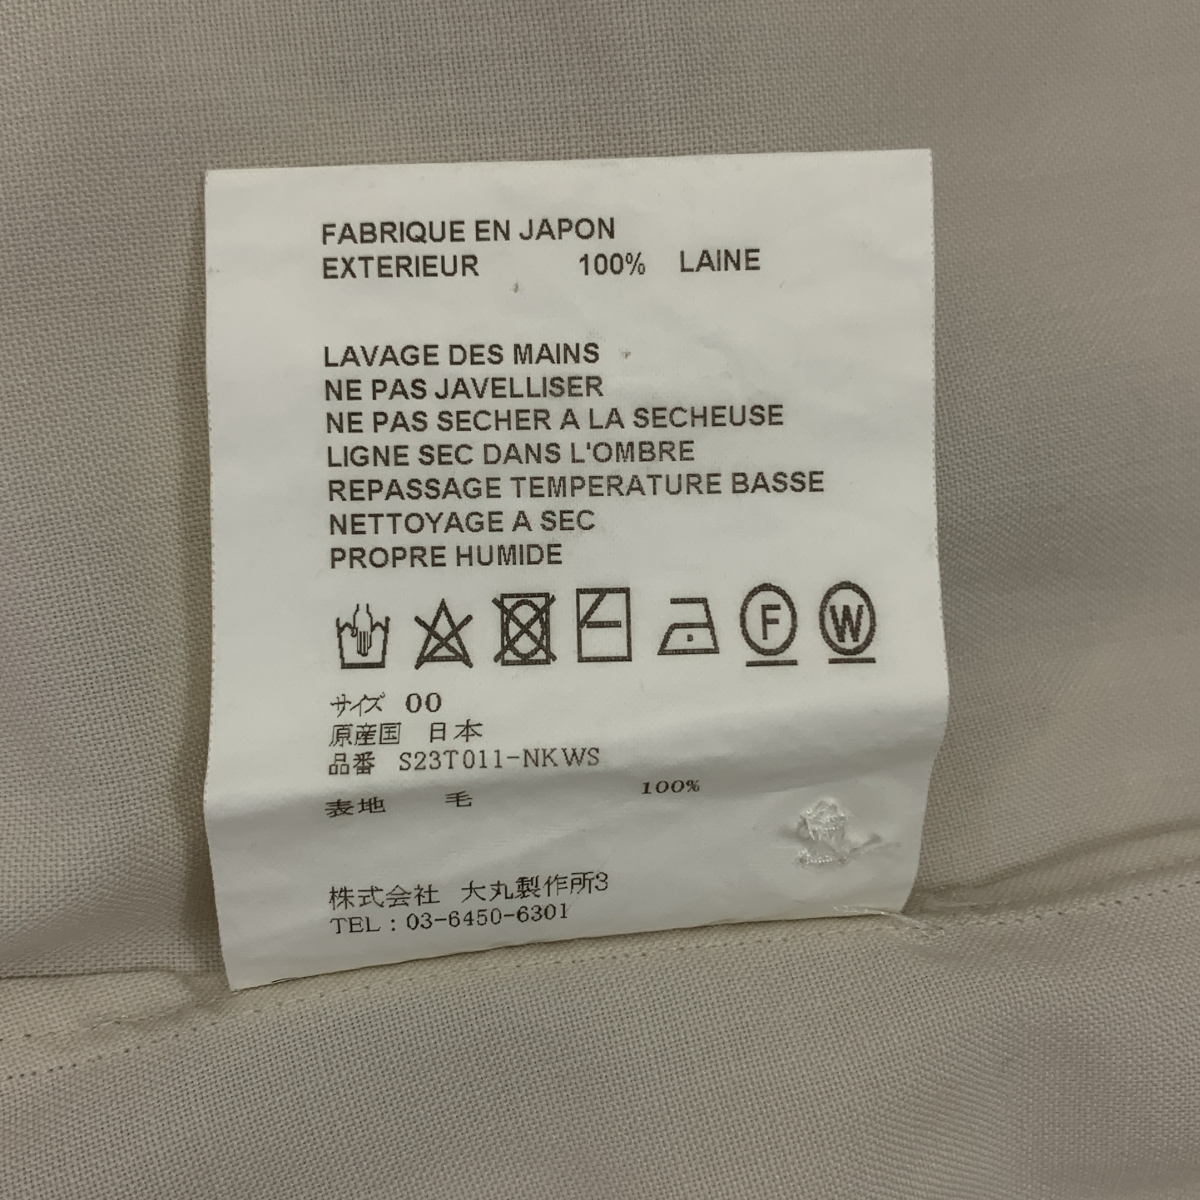 FABRIQUE EN JAPON
EXTERIEUR 100% LAINE
LAVAGE DES MAINS
NE PAS JAVELLISER
NE PAS SECHER A LA SECHEUSE
LIGNE SEC DANS L'OMBRE
REPASSAGE TEMPERATURE BASSE
NETTOYAGE A SEC
PROPRE HUMIDE
F W
サイズ 00
原産国 日本
品番 S23T011-NKWS
表地 毛 100%
株式会社 大丸製作所3
TEL : 03-6450-6301